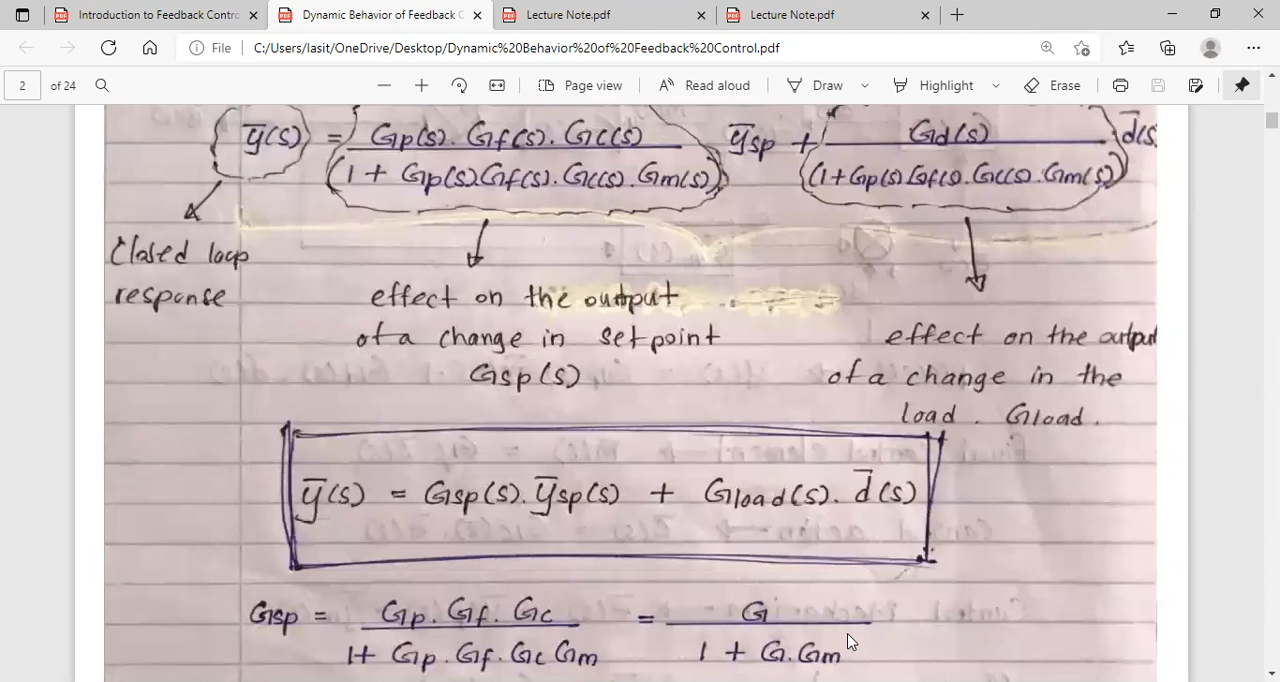 Introduction to Feedback Contro
Dynamic Behavior of Feedback C
Lecture Note.pdf
Lecture Note.pdf
File
C:/Users/lasit/OneDrive/Desktop/Dynamic%20Behavior%20of%20Feedback%20Control.pdf
2 of 24
Page view
Read aloud
Draw
Highlight
Erase
ȳ(s) = Gp(s). Gf(s). Gc(s) / (1 + Gp(s)Gf(s). Gc(s). Gm(s)) ȳsp + Gd(s) / (1+Gp(s).Gf(s).Gc(s).Gm(s)) d̄(s
Closed loop
response
effect on the output
of a change in setpoint
Gsp(s)
effect on the output
of a change in the
load. Gload.
ȳ(s) = Gsp(s). ȳsp(s) + Gload(s). d̄(s)
Gsp = Gp. Gf. Gc / 1+ Gp. Gf. Gc Gm = G / 1 + G. Gm